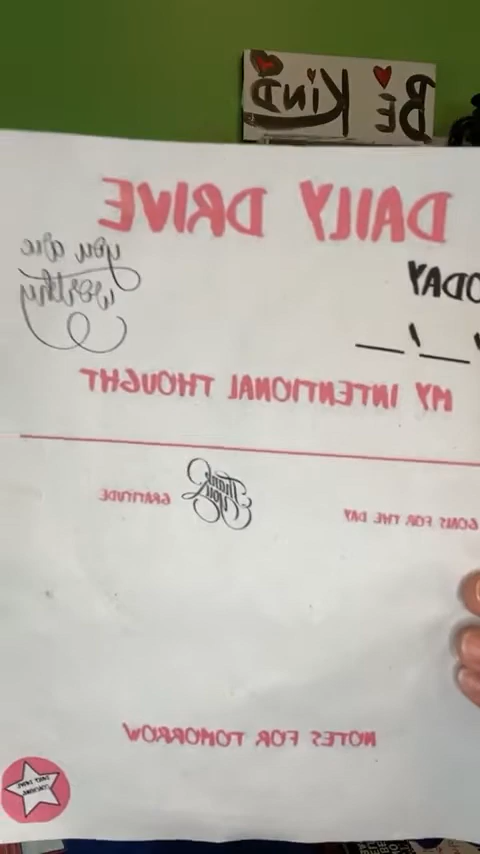 BE KIND
DAILY DRIVE
you are
worthy
TODAY
MY INTENTIONAL THOUGHT
GOALS FOR THE DAY
Thank
you
GRATITUDE
NOTES FOR TOMORROW